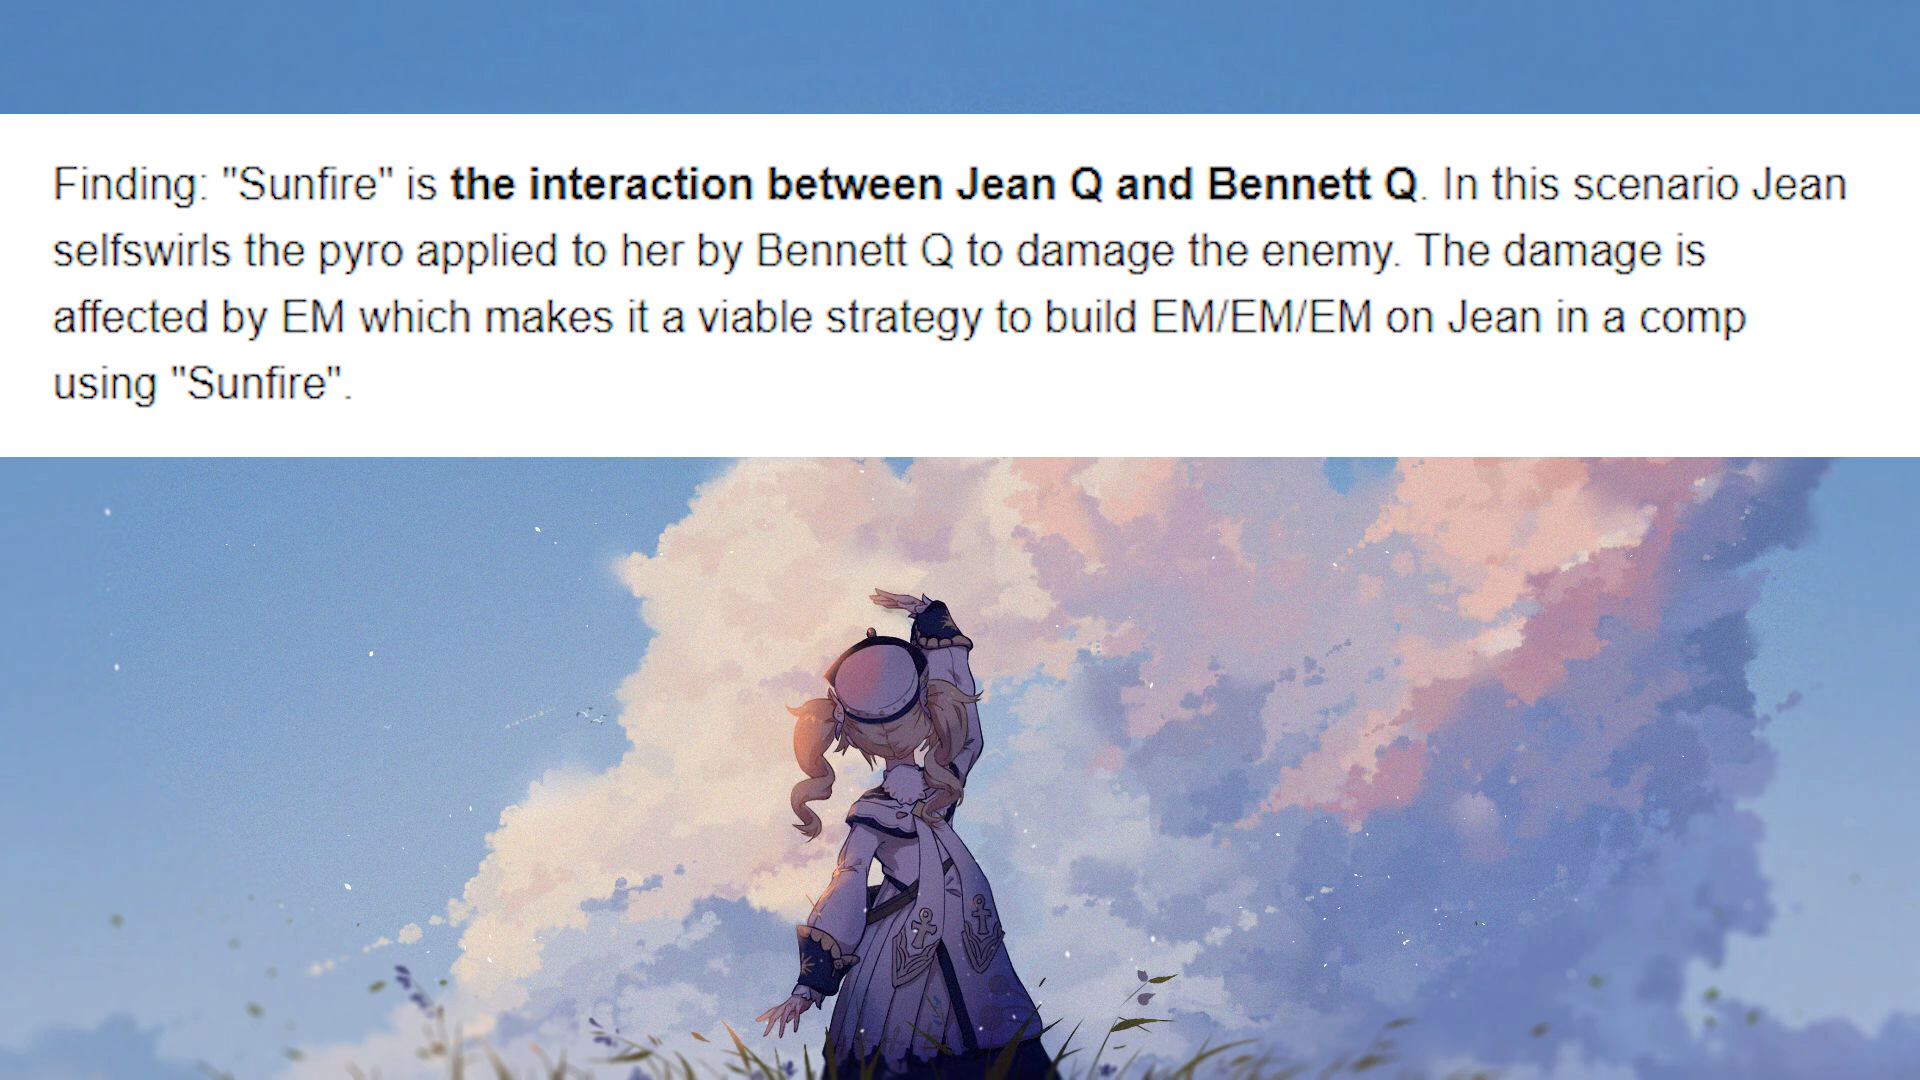 Finding: "Sunfire" is the interaction between Jean Q and Bennett Q. In this scenario Jean
selfswirls the pyro applied to her by Bennett Q to damage the enemy. The damage is
affected by EM which makes it a viable strategy to build EM/EM/EM on Jean in a comp
using "Sunfire".